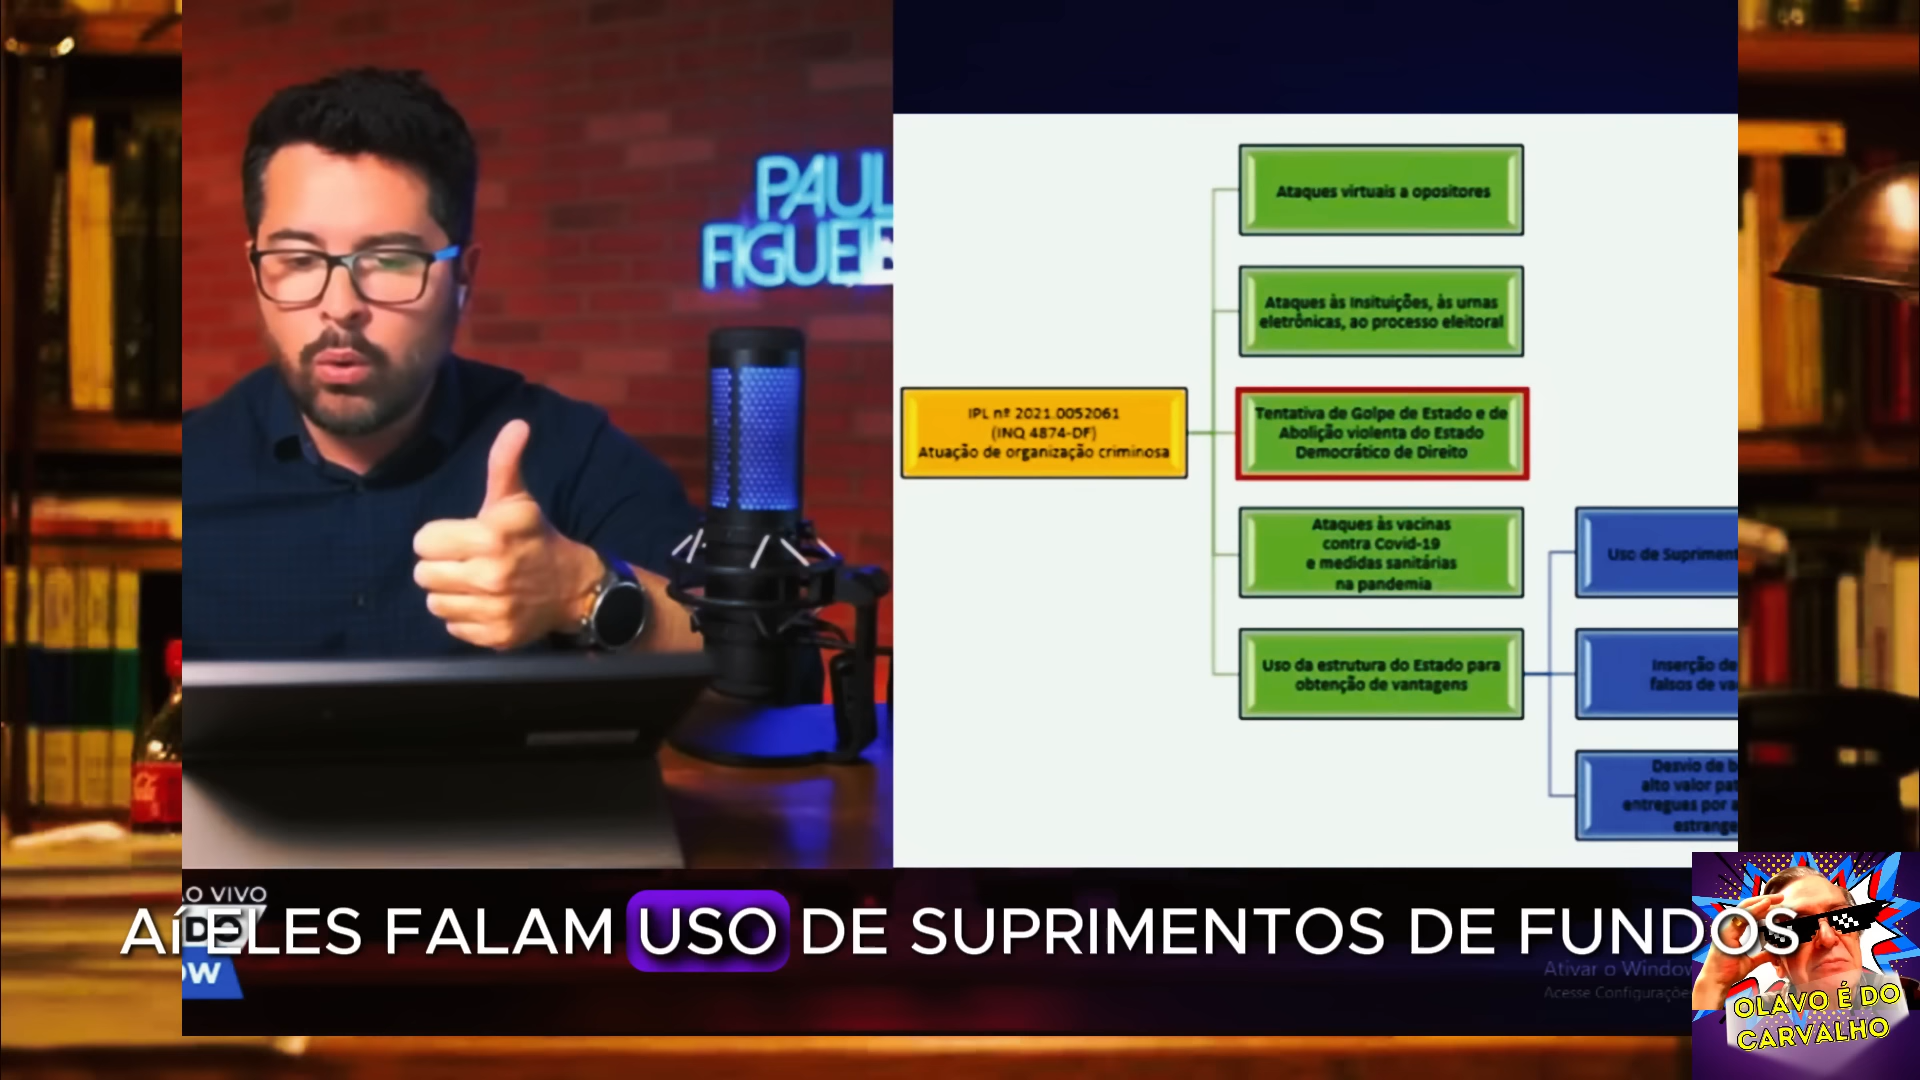 PAUL
FIGUEI
Ataques virtuais a opositores
Ataques às Insituições, às urnas
eletrônicas, ao processo eleitoral
IPL nº 2021.0052061
(INQ 4874-DF)
Atuação de organização criminosa
Tentativa de Golpe de Estado e de
Abolição violenta do Estado
Democrático de Direito
Ataques às vacinas
contra Covid-19
e medidas sanitárias
na pandemia
Uso de Supriment
Uso da estrutura do Estado para
obtenção de vantagens
Inserção de
falsos de va
Desvio de b
alto valor pat
entregues por a
estrange
O VIVO
Aí ELES FALAM USO DE SUPRIMENTOS DE FUNDOS
OW
Ativar o Window
Acesse Configurações
OLAVO É DO
CARVALHO